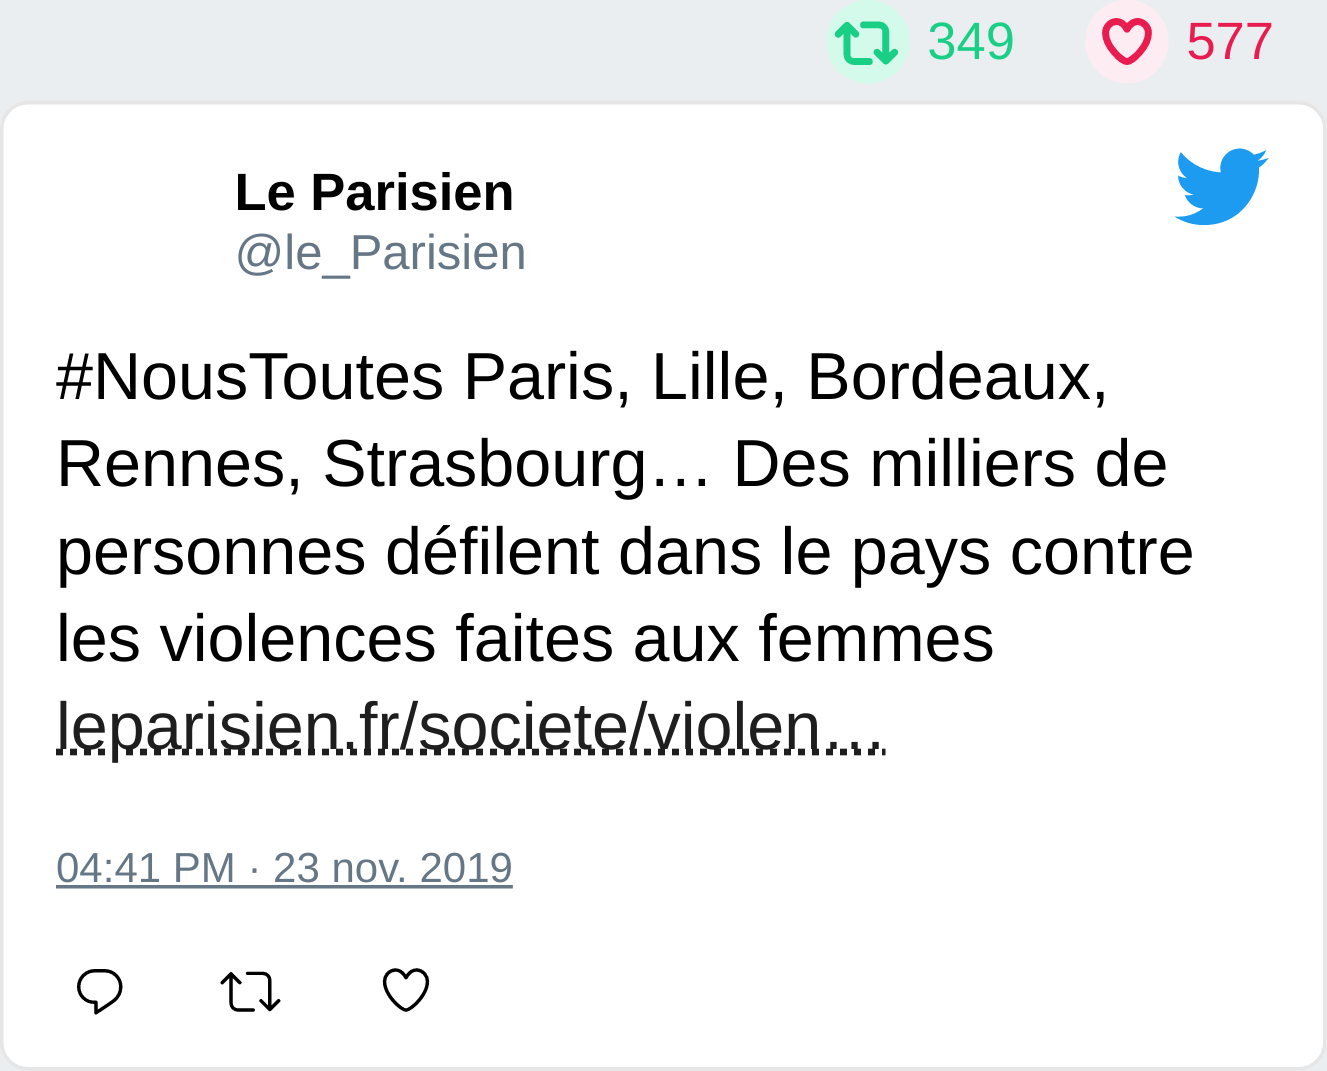 349 577
Le Parisien
@le_Parisien
#NousToutes Paris, Lille, Bordeaux,
Rennes, Strasbourg… Des milliers de
personnes défilent dans le pays contre
les violences faites aux femmes
leparisien.fr/societe/violen…
04:41 PM · 23 nov. 2019